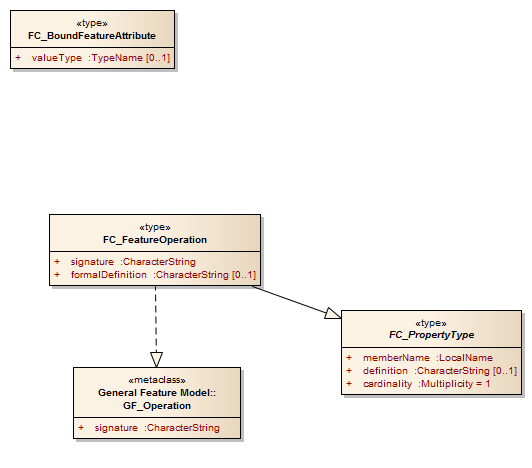 «type»
FC_BoundFeatureAttribute
+ valueType :TypeName [0..1]
«type»
FC_FeatureOperation
+ signature :CharacterString
+ formalDefinition :CharacterString [0..1]
«type»
FC_PropertyType
+ memberName :LocalName
+ definition :CharacterString [0..1]
+ cardinality :Multiplicity = 1
«metaclass»
General Feature Model::
GF_Operation
+ signature :CharacterString